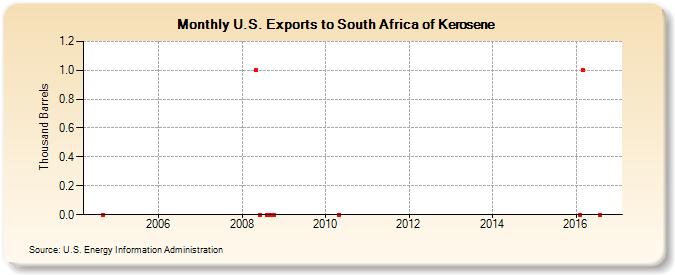 Monthly U.S. Exports to South Africa of Kerosene
Thousand Barrels
1.2
1.0
0.8
0.6
0.4
0.2
0.0
2006 2008 2010 2012 2014 2016
Source: U.S. Energy Information Administration